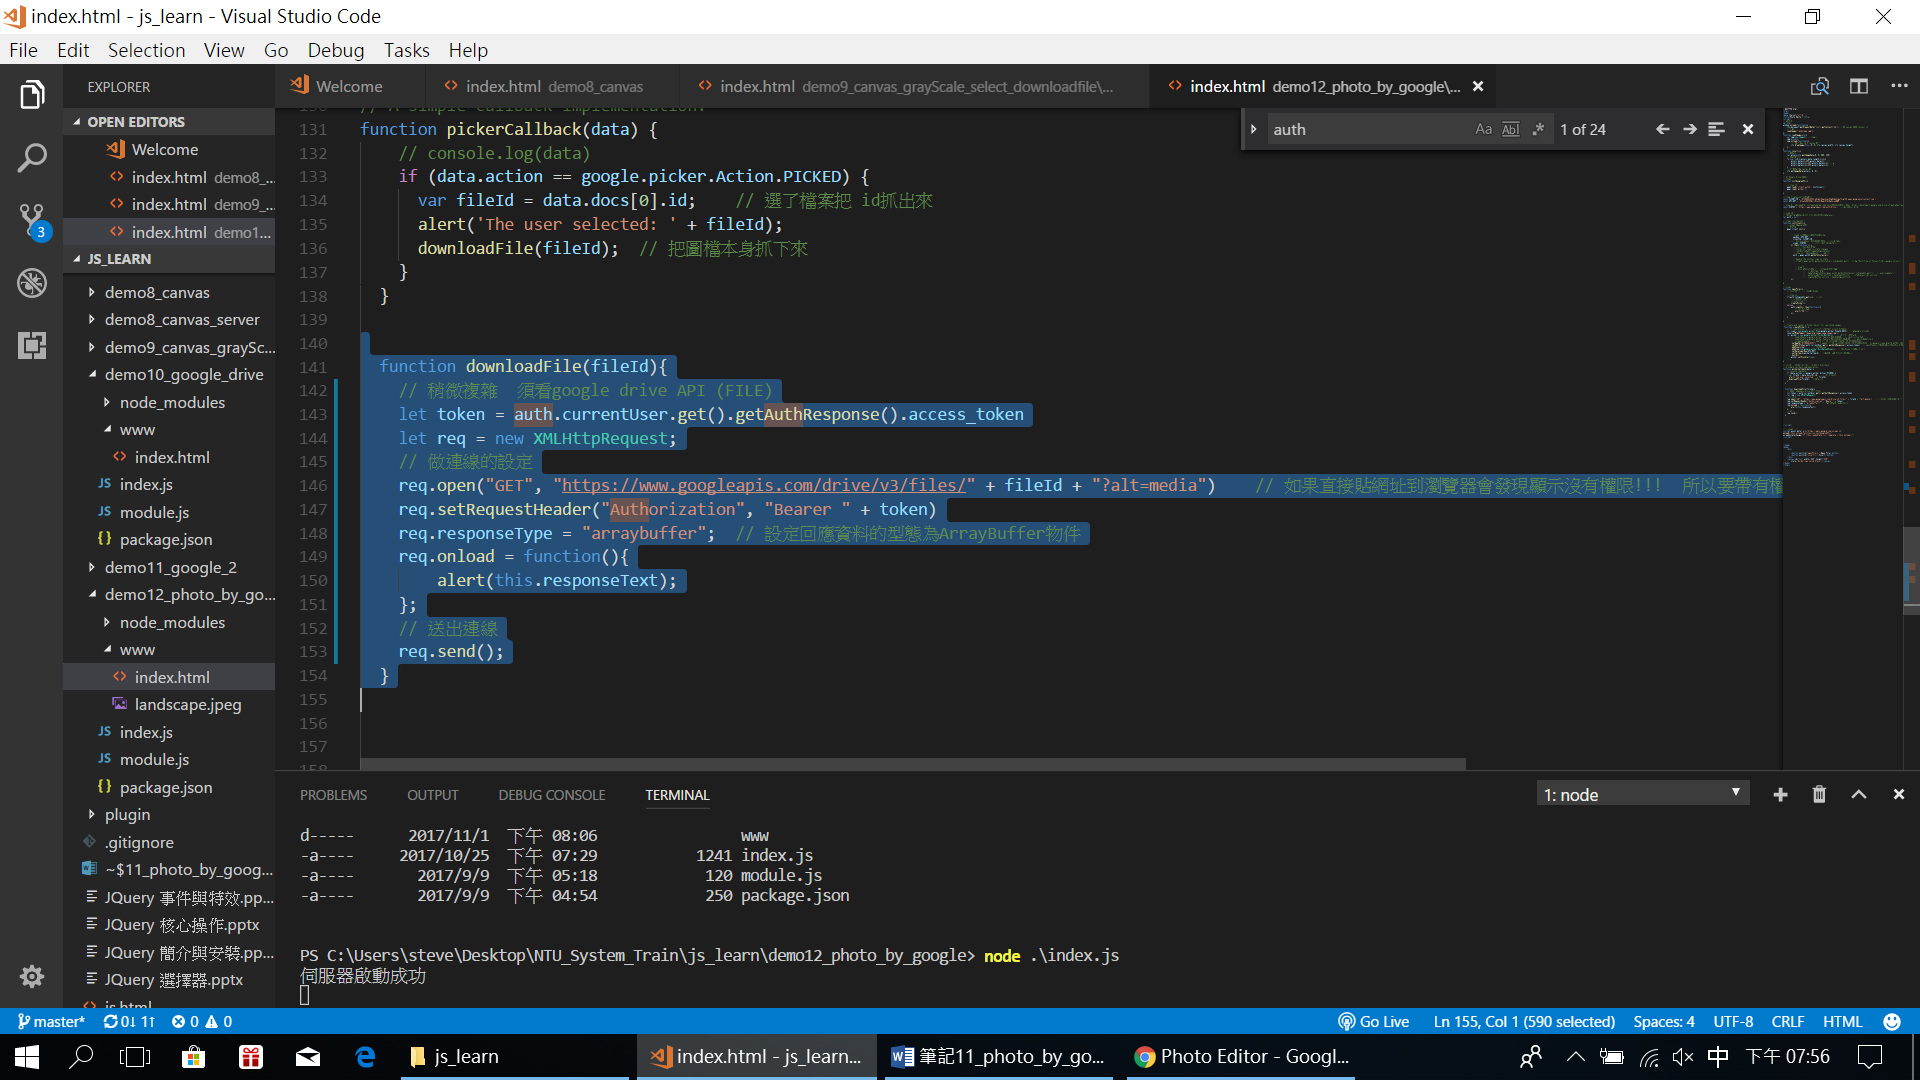 index.html - js_learn - Visual Studio Code
File Edit Selection View Go Debug Tasks Help
EXPLORER
OPEN EDITORS
Welcome
index.html demo8_...
index.html demo9_...
index.html demo1...
3
JS_LEARN
demo8_canvas
demo8_canvas_server
demo9_canvas_graySc...
demo10_google_drive
node_modules
www
index.html
JS index.js
JS module.js
{} package.json
demo11_google_2
demo12_photo_by_go...
node_modules
www
index.html
landscape.jpeg
JS index.js
JS module.js
{} package.json
plugin
.gitignore
~$11_photo_by_goog...
JQuery 事件與特效.pp...
JQuery 核心操作.pptx
JQuery 簡介與安裝.pp...
JQuery 選擇器.pptx
js.html
Welcome
index.html demo8_canvas
index.html demo9_canvas_grayScale_select_downloadfile\...
index.html demo12_photo_by_google\...
auth Aa Abl .* 1 of 24
130 // A simple callback implementation.
131 function pickerCallback(data) {
132 // console.log(data)
133 if (data.action == google.picker.Action.PICKED) {
134 var fileId = data.docs[0].id; // 選了檔案把 id抓出來
135 alert('The user selected: ' + fileId);
136 downloadFile(fileId); // 把圖檔本身抓下來
137 }
138 }
139
140
141 function downloadFile(fileId){
142 // 稍微複雜 須看google drive API (FILE)
143 let token = auth.currentUser.get().getAuthResponse().access_token
144 let req = new XMLHttpRequest;
145 // 做連線的設定
146 req.open("GET", "https://www.googleapis.com/drive/v3/files/" + fileId + "?alt=media") // 如果直接貼網址到瀏覽器會發現顯示沒有權限!!! 所以要帶有權
147 req.setRequestHeader("Authorization", "Bearer " + token)
148 req.responseType = "arraybuffer"; // 設定回應資料的型態為ArrayBuffer物件
149 req.onload = function(){
150 alert(this.responseText);
151 };
152 // 送出連線
153 req.send();
154 }
155
156
157
158
PROBLEMS OUTPUT DEBUG CONSOLE TERMINAL
1: node
d----- 2017/11/1 下午 08:06 www
-a---- 2017/10/25 下午 07:29 1241 index.js
-a---- 2017/9/9 下午 05:18 120 module.js
-a---- 2017/9/9 下午 04:54 250 package.json
PS C:\Users\steve\Desktop\NTU_System_Train\js_learn\demo12_photo_by_google> node .\index.js
伺服器啟動成功
master* 0↓ 1↑ 0 0
Go Live Ln 155, Col 1 (590 selected) Spaces: 4 UTF-8 CRLF HTML
js_learn
index.html - js_learn...
筆記11_photo_by_go...
Photo Editor - Googl...
中 下午 07:56